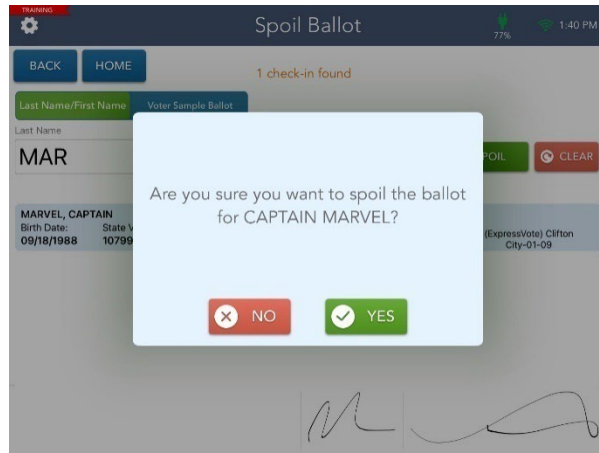 TRAINING
Spoil Ballot
77%
1:40 PM
BACK
HOME
1 check-in found
Last Name/First Name
Voter Sample Ballot
Last Name
MAR
CLEAR
MARVEL, CAPTAIN
Birth Date:
State
09/18/1988
10799
(ExpressVote) Clifton
City-01-09
Are you sure you want to spoil the ballot
for CAPTAIN MARVEL?
NO
YES